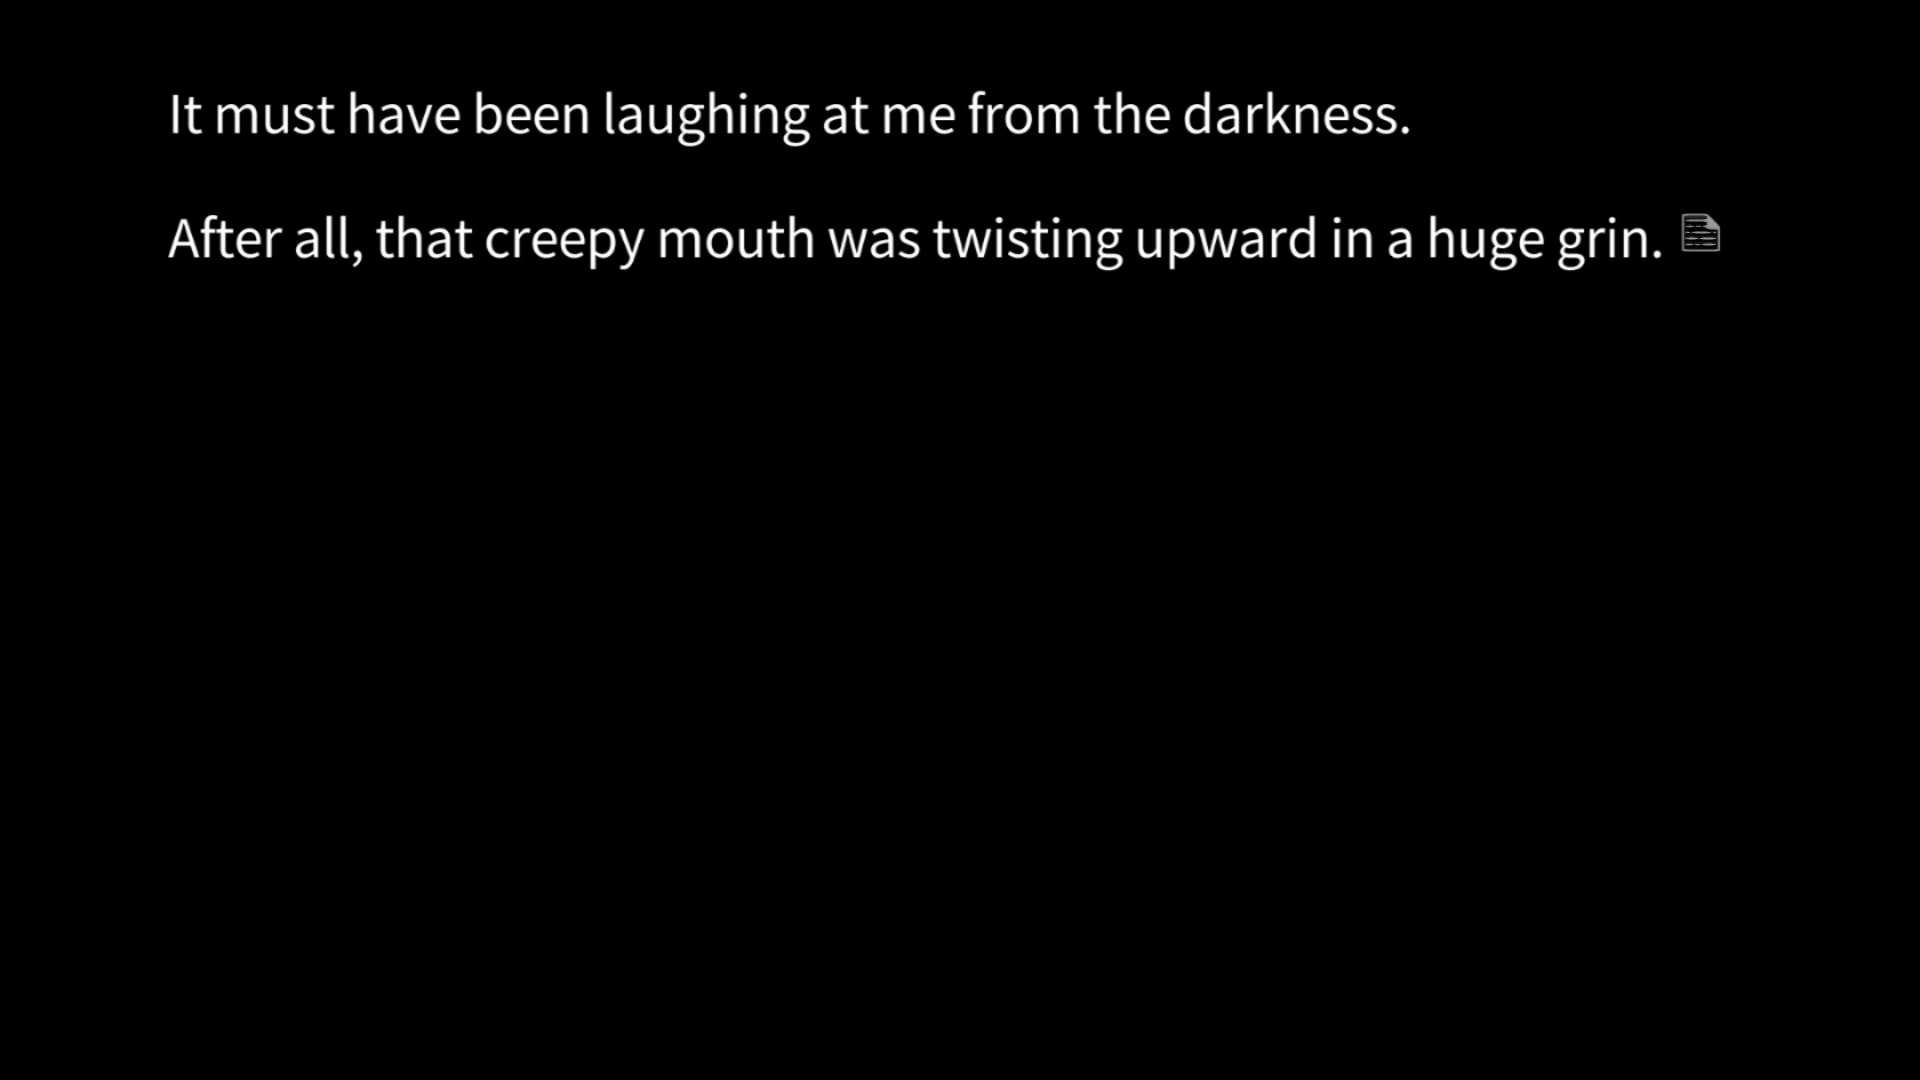 It must have been laughing at me from the darkness.
After all, that creepy mouth was twisting upward in a huge grin.